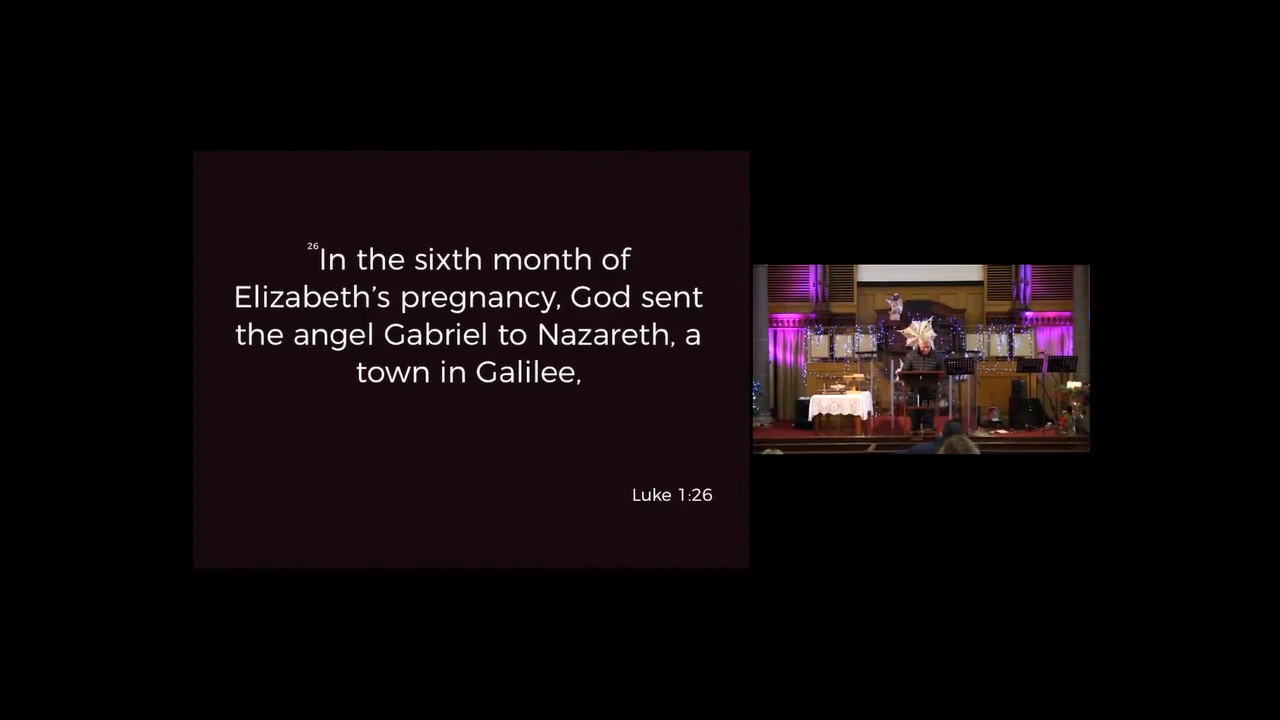 26In the sixth month of
Elizabeth's pregnancy, God sent
the angel Gabriel to Nazareth, a
town in Galilee,
Luke 1:26